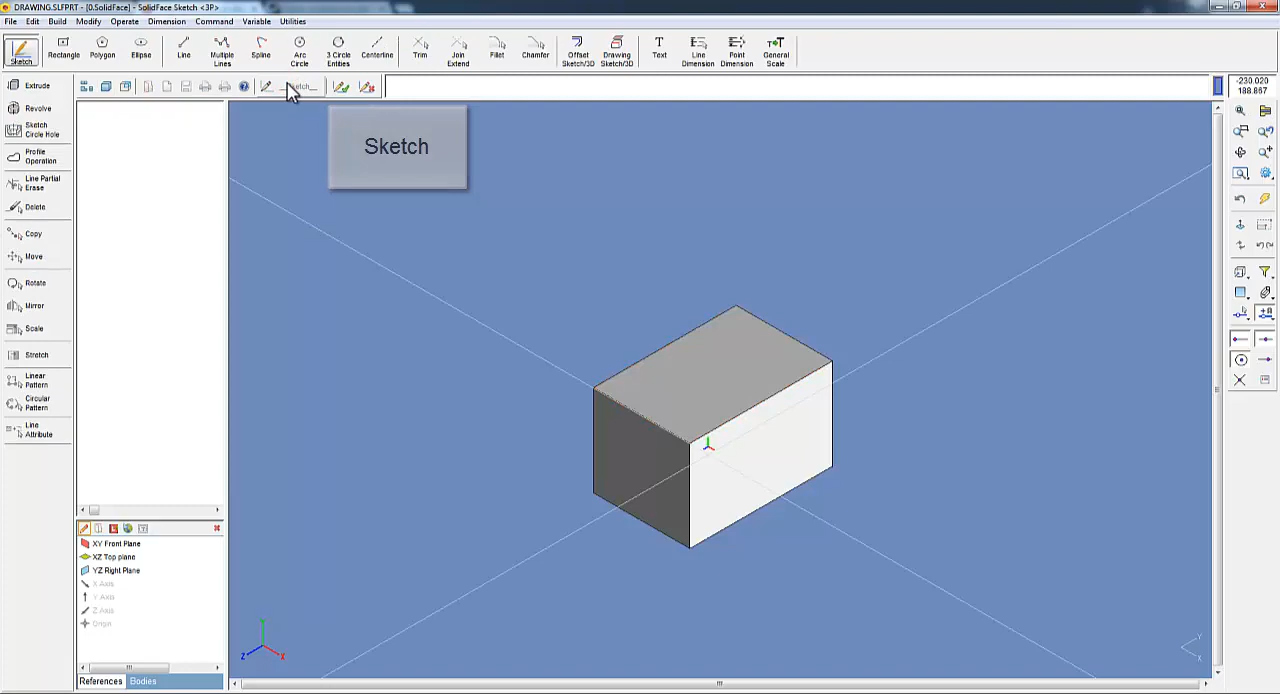 DRAWING.SLFPRT - [0.SolidFace] - SolidFace Sketch <3P>
File Edit Build Modify Operate Dimension Command Variable Utilities
Sketch Rectangle Polygon Ellipse Line Multiple Lines Spline Arc Circle 3 Circle Entities Centerline Trim Join Extend Fillet Chamfer Offset Sketch/3D Drawing Sketch/3D Text Line Dimension Point Dimension General Scale
-230.020
188.867
Extrude
Revolve
Sketch
Circle Hole
Profile
Operation
Line Partial
Erase
Delete
Copy
Move
Rotate
Mirror
Scale
Stretch
Linear
Pattern
Circular
Pattern
Line
Attribute
Sketch
XY Front Plane
XZ Top plane
YZ Right Plane
X Axis
Y Axis
Z Axis
Origin
References Bodies
Y
Z X
Y
X